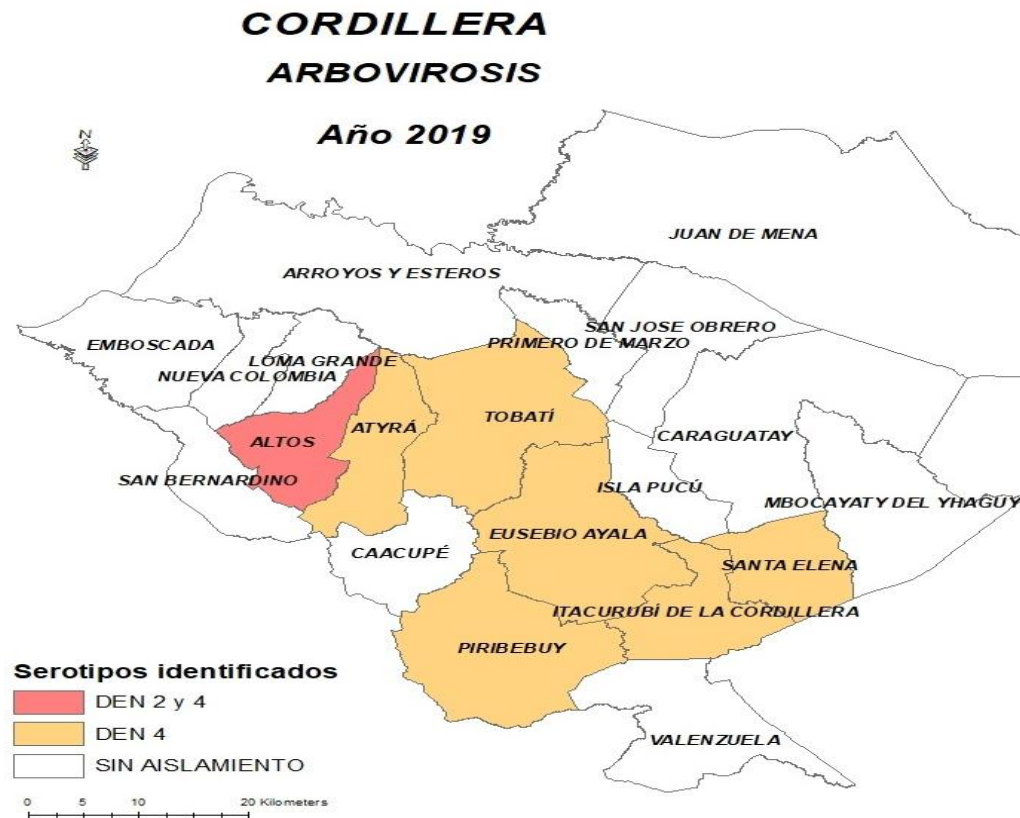 CORDILLERA
ARBOVIROSIS
Año 2019
N
JUAN DE MENA
ARROYOS Y ESTEROS
SAN JOSE OBRERO
EMBOSCADA
PRIMERO DE MARZO
LOMA GRANDE
NUEVA COLOMBIA
TOBATÍ
ATYRÁ
ALTOS
CARAGUATAY
SAN BERNARDINO
ISLA PUCÚ
MBOCAYATY DEL YHAGUY
EUSEBIO AYALA
CAACUPÉ
SANTA ELENA
ITACURUBÍ DE LA CORDILLERA
PIRIBEBUY
VALENZUELA
Serotipos identificados
DEN 2 y 4
DEN 4
SIN AISLAMIENTO
0 5 10 20 Kilometers